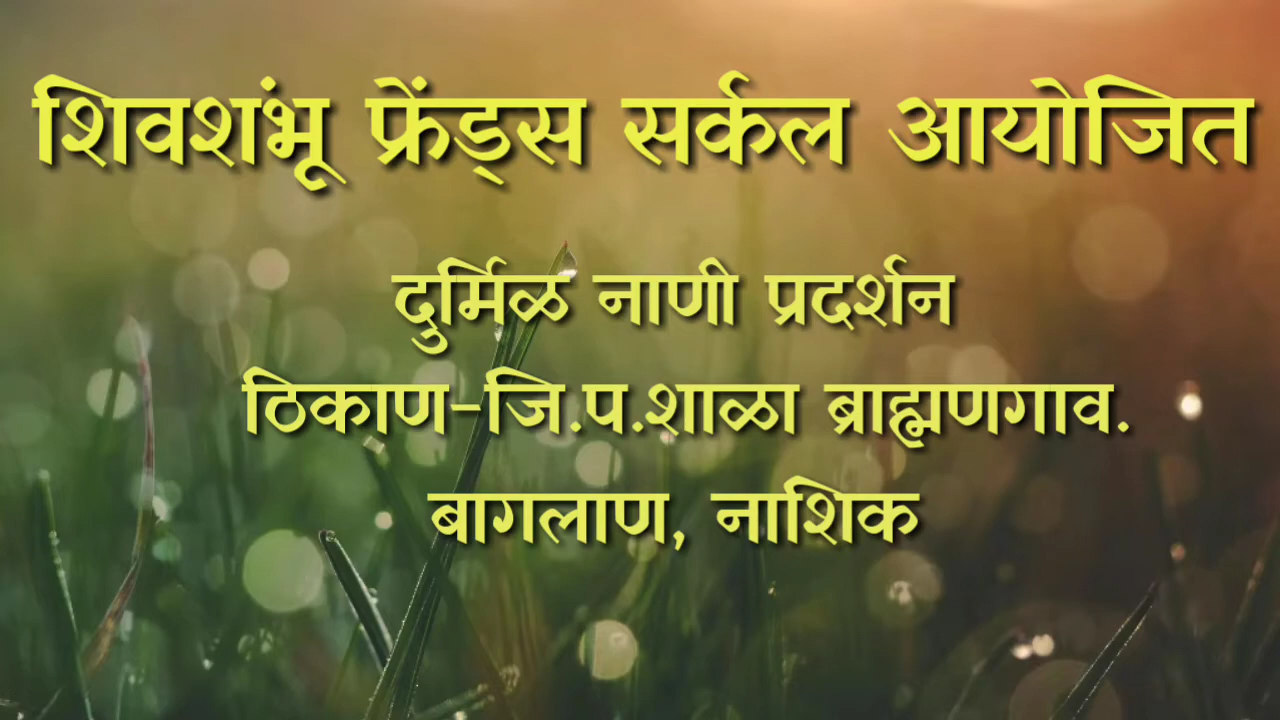 शिवशंभू फ्रेंड्स सर्कल आयोजित
दुर्मिळ नाणी प्रदर्शन
ठिकाण-जि.प.शाळा ब्राह्मणगाव.
बागलाण, नाशिक